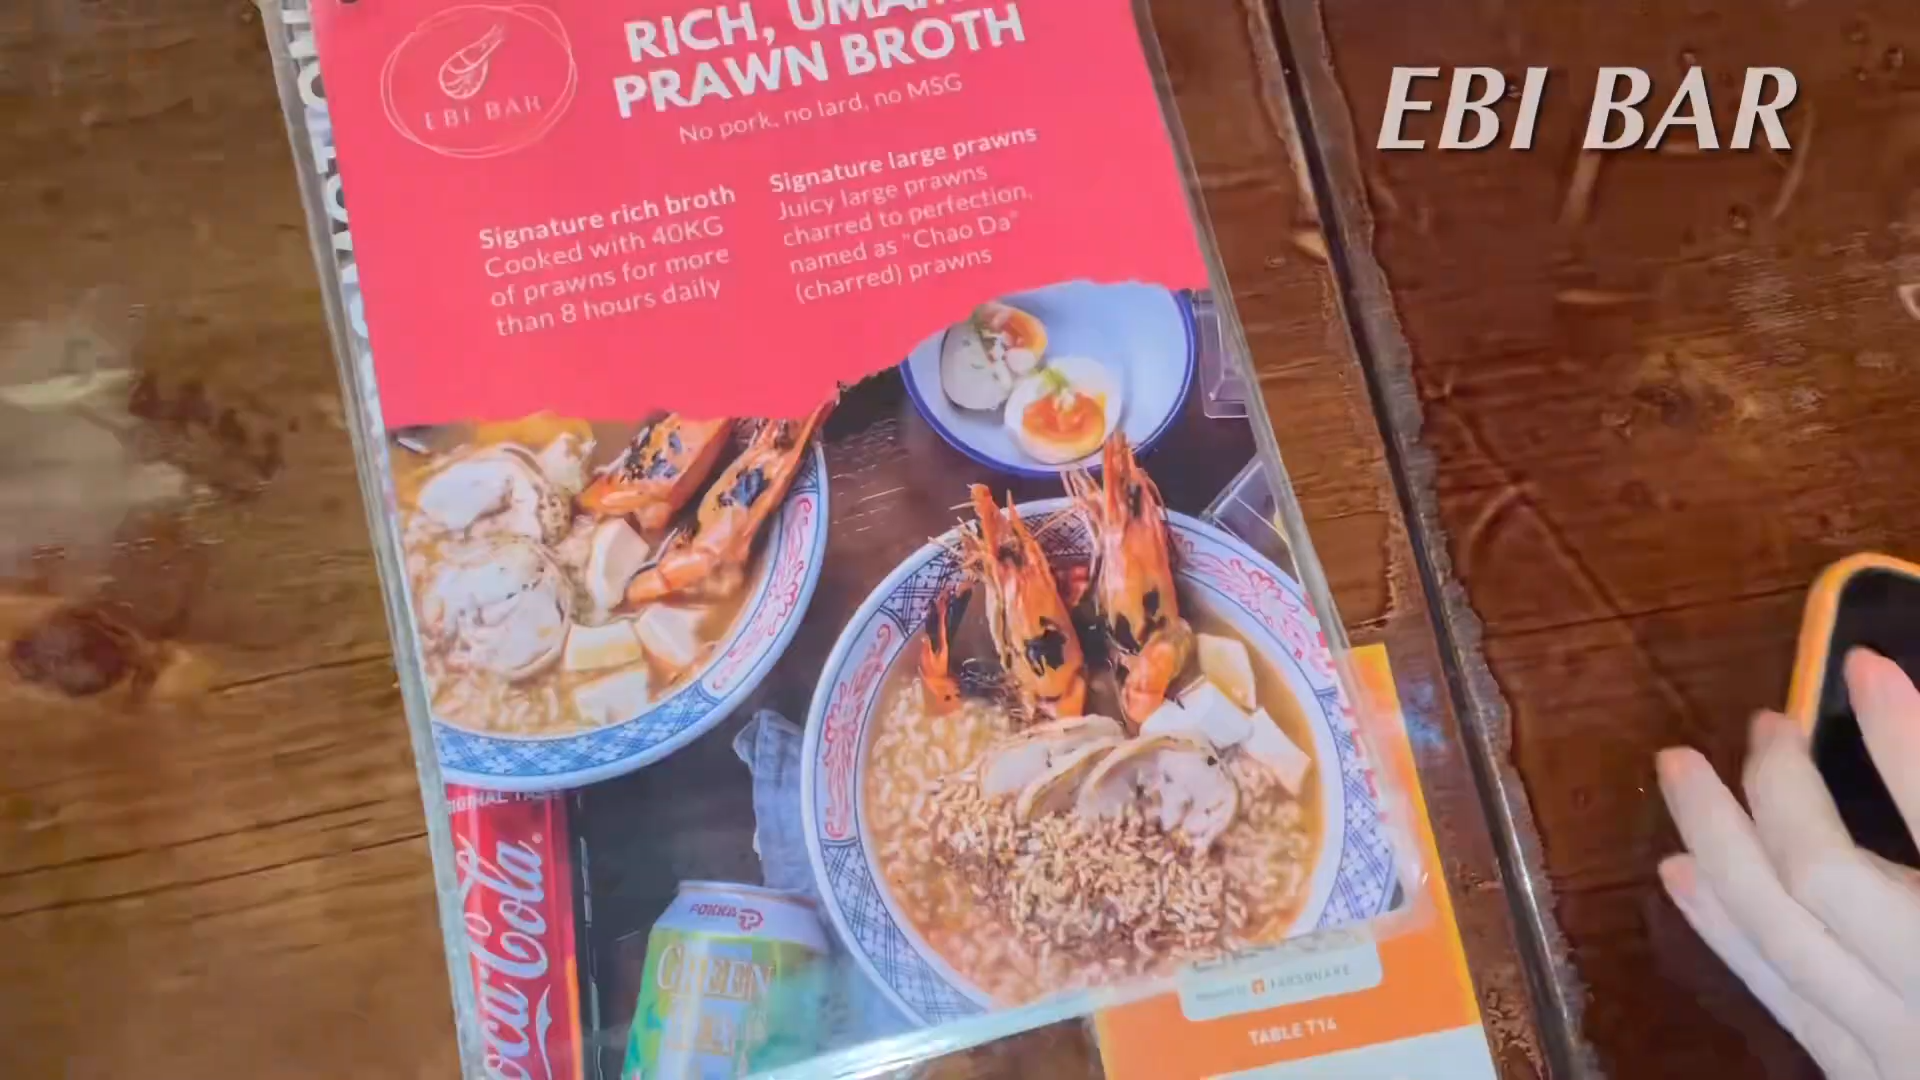 RICH,
PRAWN BROTH
No pork, no lard, no MSG
EBI BAR
EBI BAR
Signature rich broth
Cooked with 40KG
of prawns for more
than 8 hours daily
Signature large prawns
Juicy large prawns
charred to perfection,
named as "Chao Da"
(charred) prawns
Coca-Cola
POKKA
GREEN
TABSQUARE
TABLE T14